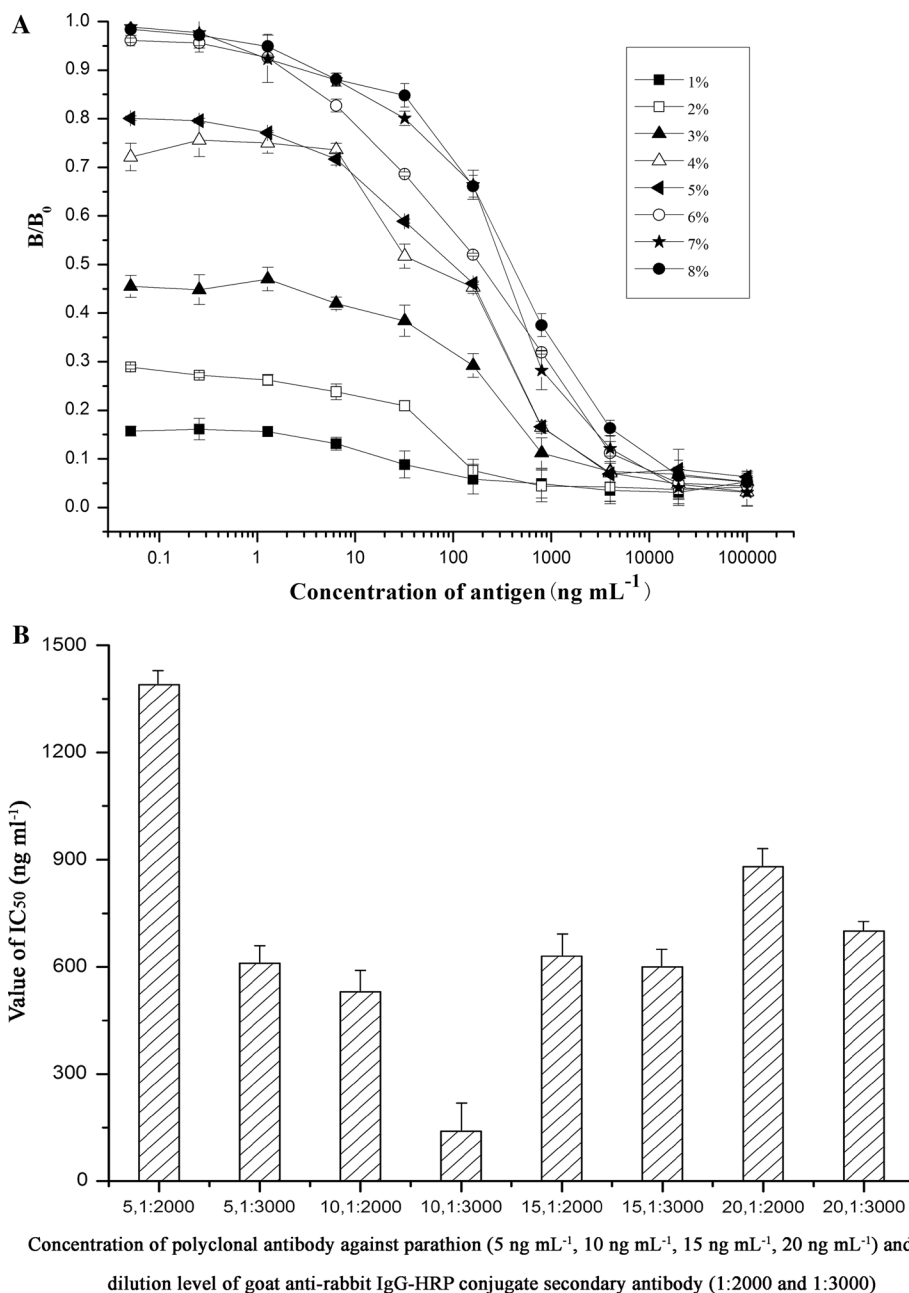 A
1.0
0.9
0.8
0.7
0.6
0.5
0.4
0.3
0.2
0.1
0.0
B/B0
1%
2%
3%
4%
5%
6%
7%
8%
0.1 1 10 100 1000 10000 100000
Concentration of antigen (ng mL-1)
B
1500
1200
900
600
300
0
Value of IC50 (ng ml-1)
5,1:2000 5,1:3000 10,1:2000 10,1:3000 15,1:2000 15,1:3000 20,1:2000 20,1:3000
Concentration of polyclonal antibody against parathion (5 ng mL-1, 10 ng mL-1, 15 ng mL-1, 20 ng mL-1) and
dilution level of goat anti-rabbit IgG-HRP conjugate secondary antibody (1:2000 and 1:3000)